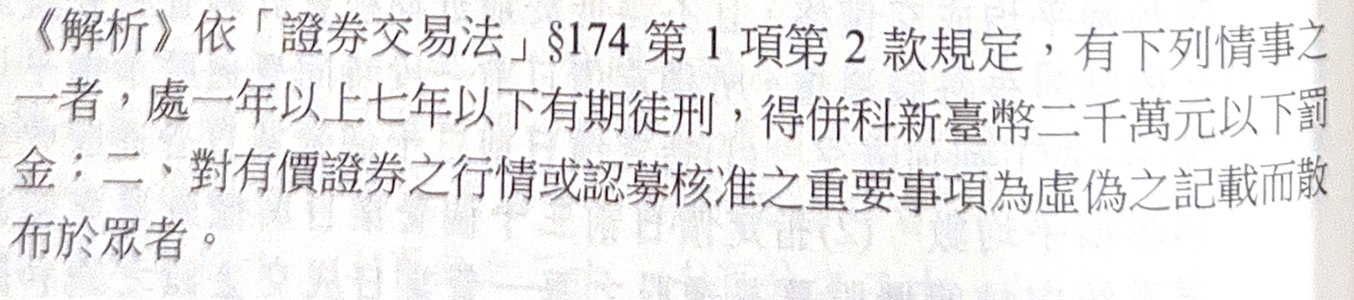 《解析》依「證券交易法」§174 第 1 項第 2 款規定，有下列情事之
一者，處一年以上七年以下有期徒刑，得併科新臺幣二千萬元以下罰
金；二、對有價證券之行情或認募核准之重要事項為虛偽之記載而散
布於眾者。